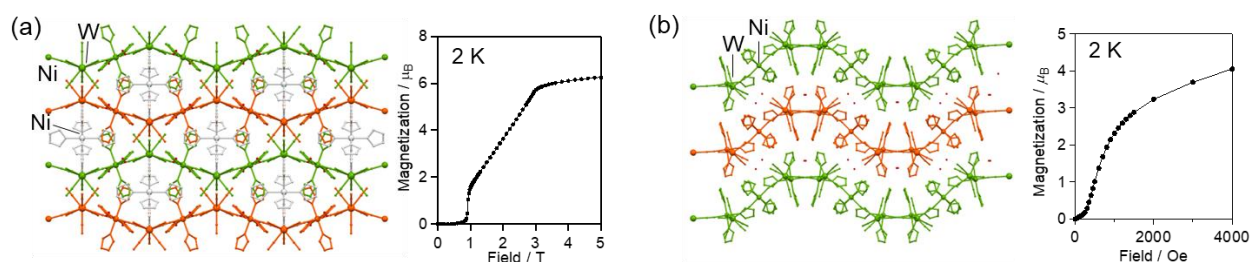 (a)
W
Ni
Ni
2 K
Magnetization / μB
8
6
4
2
0
0 1 2 3 4 5
Field / T
(b)
W
Ni
2 K
Magnetization / μB
5
4
3
2
1
0
0 2000 4000
Field / Oe